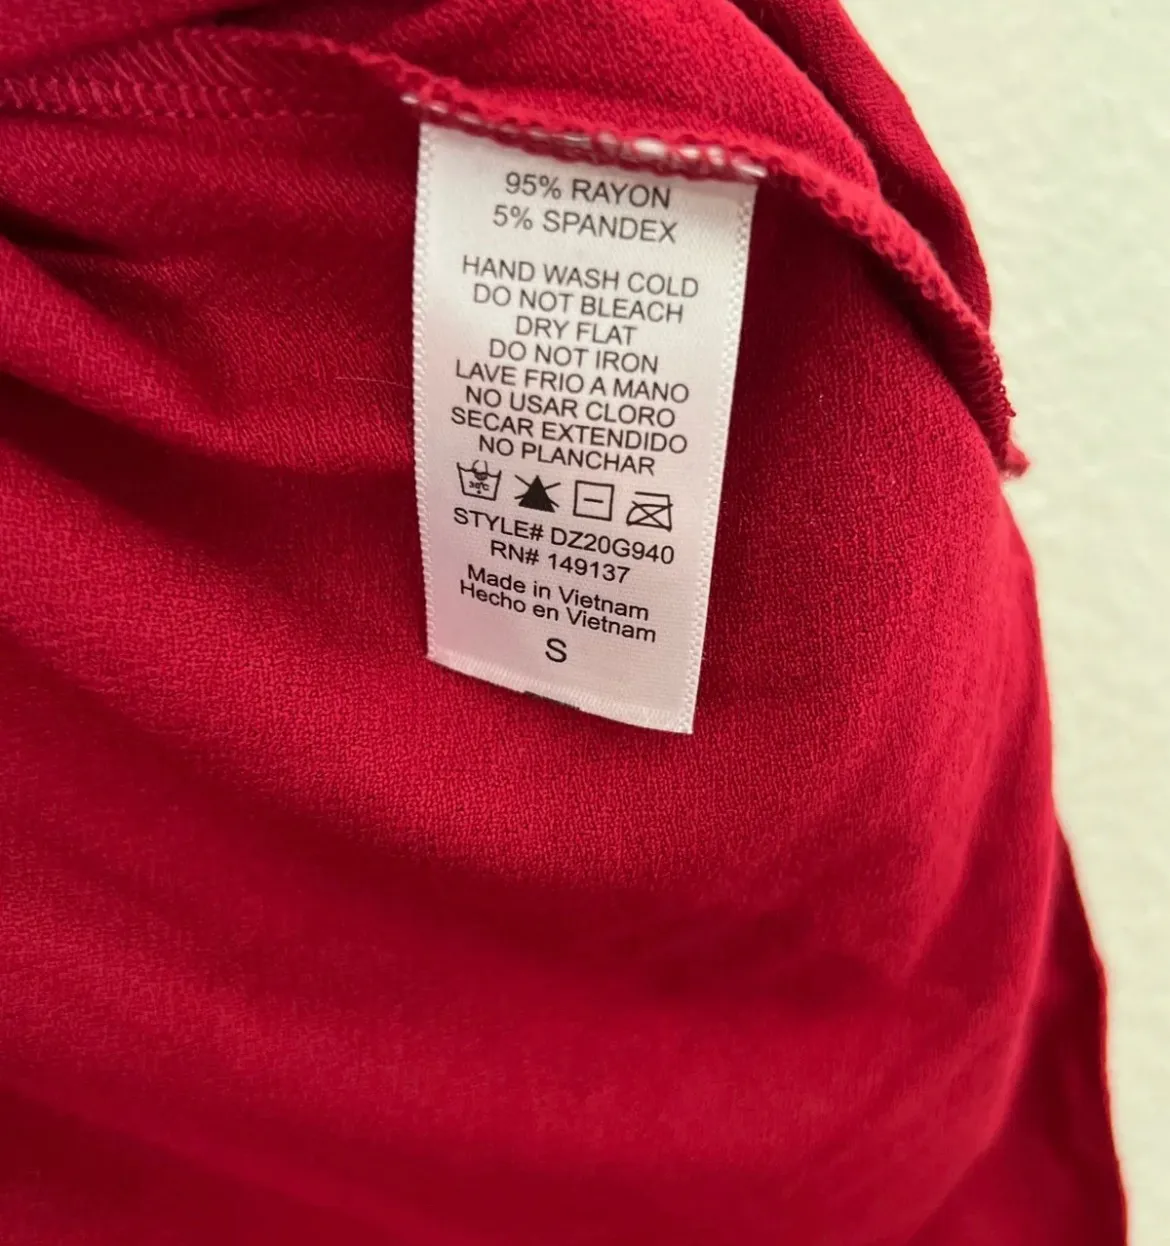 95% RAYON
5% SPANDEX
HAND WASH COLD
DO NOT BLEACH
DRY FLAT
DO NOT IRON
LAVE FRIO A MANO
NO USAR CLORO
SECAR EXTENDIDO
NO PLANCHAR
30°C
STYLE# DZ20G940
RN# 149137
Made in Vietnam
Hecho en Vietnam
S